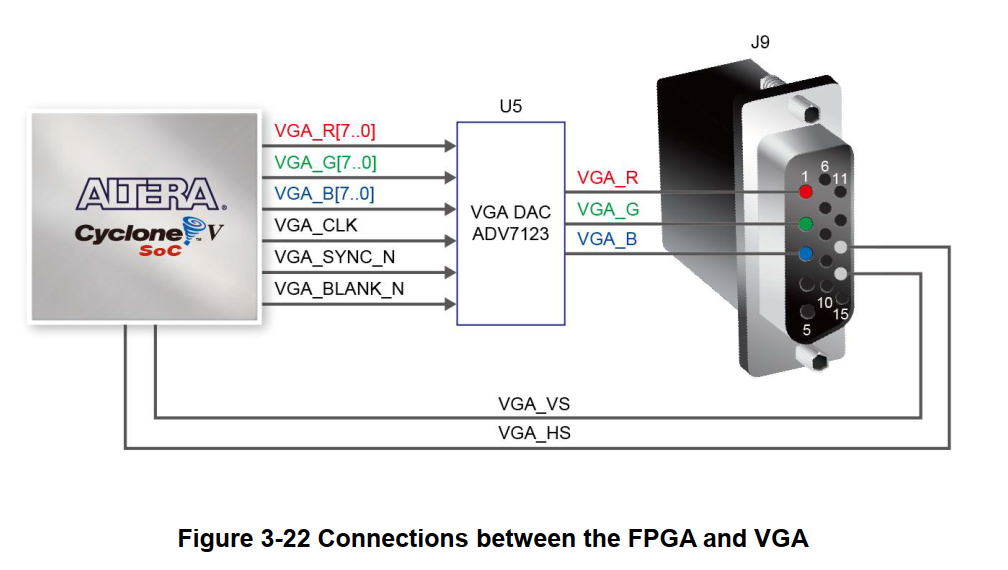 J9
U5
ALTERA®
Cyclone V
SoC
VGA_R[7..0]
VGA_G[7..0]
VGA_B[7..0]
VGA_CLK
VGA_SYNC_N
VGA_BLANK_N
VGA DAC
ADV7123
VGA_R
VGA_G
VGA_B
6
1
11
10
15
5
VGA_VS
VGA_HS
Figure 3-22 Connections between the FPGA and VGA